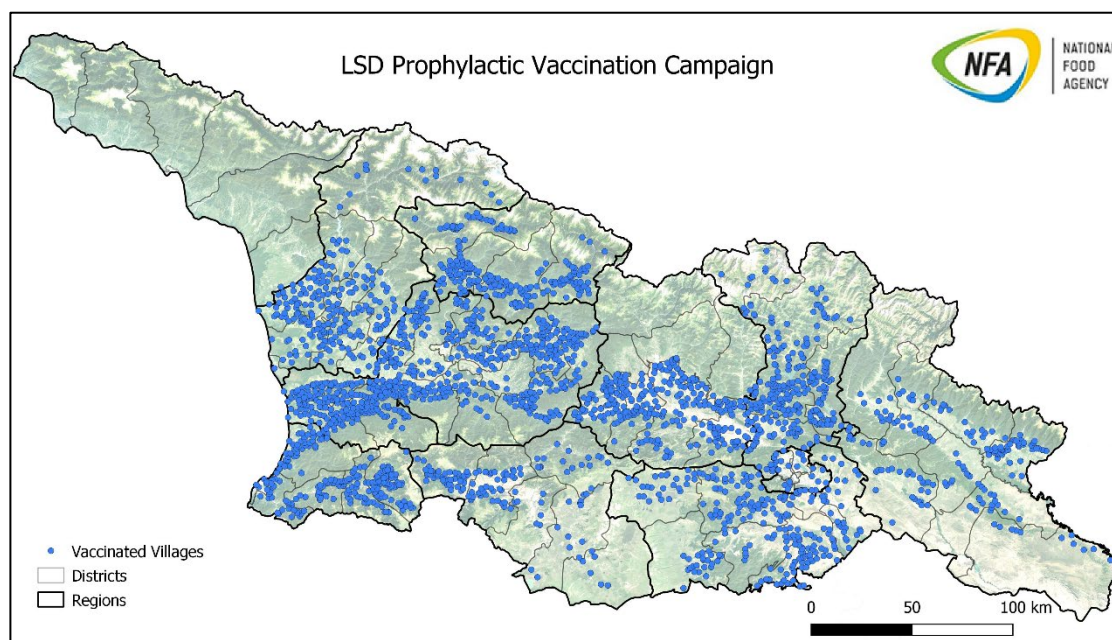 LSD Prophylactic Vaccination Campaign
NFA
NATIONAL
FOOD
AGENCY
Vaccinated Villages
Districts
Regions
0 50 100 km